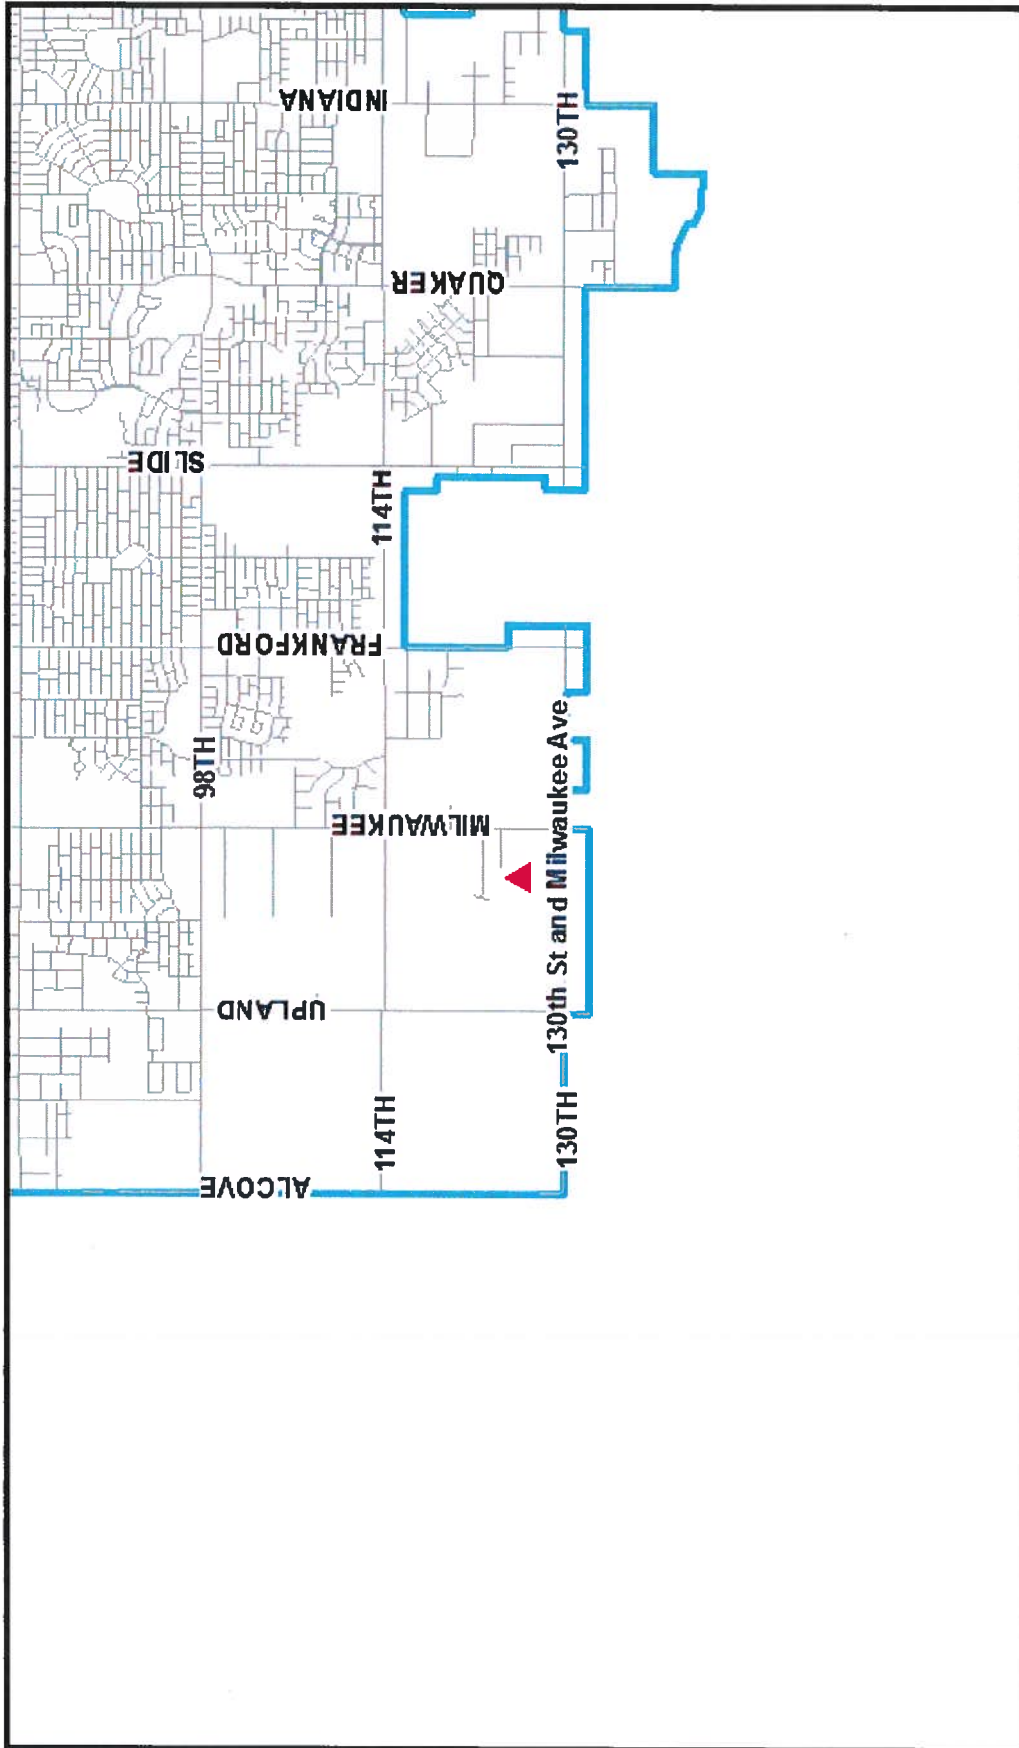 INDIANA
130TH
QUAKER
SLIDE
114TH
FRANKFORD
98TH
MILWAUKEE
130th St and Milwaukee Ave
UPLAND
114TH
130TH
ALCOVE